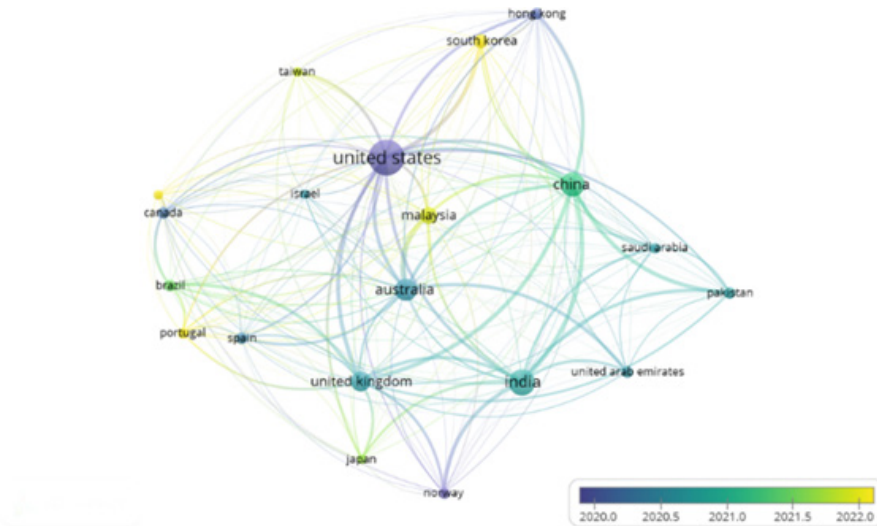 hong kong
south korea
taiwan
united states
china
israel
canada
malaysia
saudi arabia
brazil
australia
pakistan
portugal
spain
united kingdom
india
united arab emirates
japan
norway
2020.0 2020.5 2021.0 2021.5 2022.0